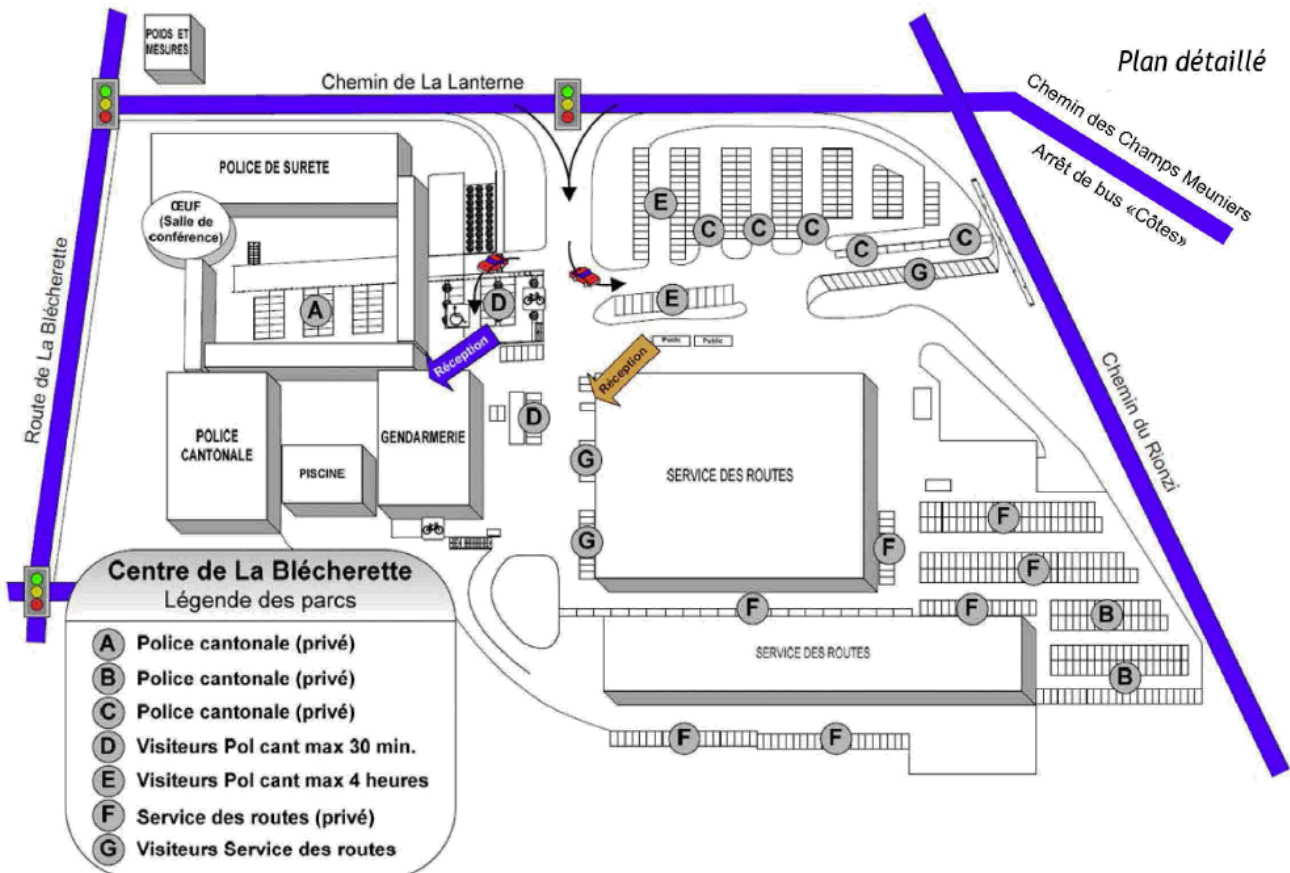 POIDS ET
MESURES
Plan détaillé
Chemin de La Lanterne
Chemin des Champs Meuniers
Arrêt de bus «Côtes»
POLICE DE SURETE
ŒUF
(Salle de
conférence)
E
C
C
C
C
C
G
A
D
E
Réception
Poids
Public
Réception
Route de La Blécherette
Chemin du Rionzi
POLICE
CANTONALE
PISCINE
GENDARMERIE
D
G
G
SERVICE DES ROUTES
F
F
F
F
F
B
B
SERVICE DES ROUTES
F
F
Centre de La Blécherette
Légende des parcs
A Police cantonale (privé)
B Police cantonale (privé)
C Police cantonale (privé)
D Visiteurs Pol cant max 30 min.
E Visiteurs Pol cant max 4 heures
F Service des routes (privé)
G Visiteurs Service des routes